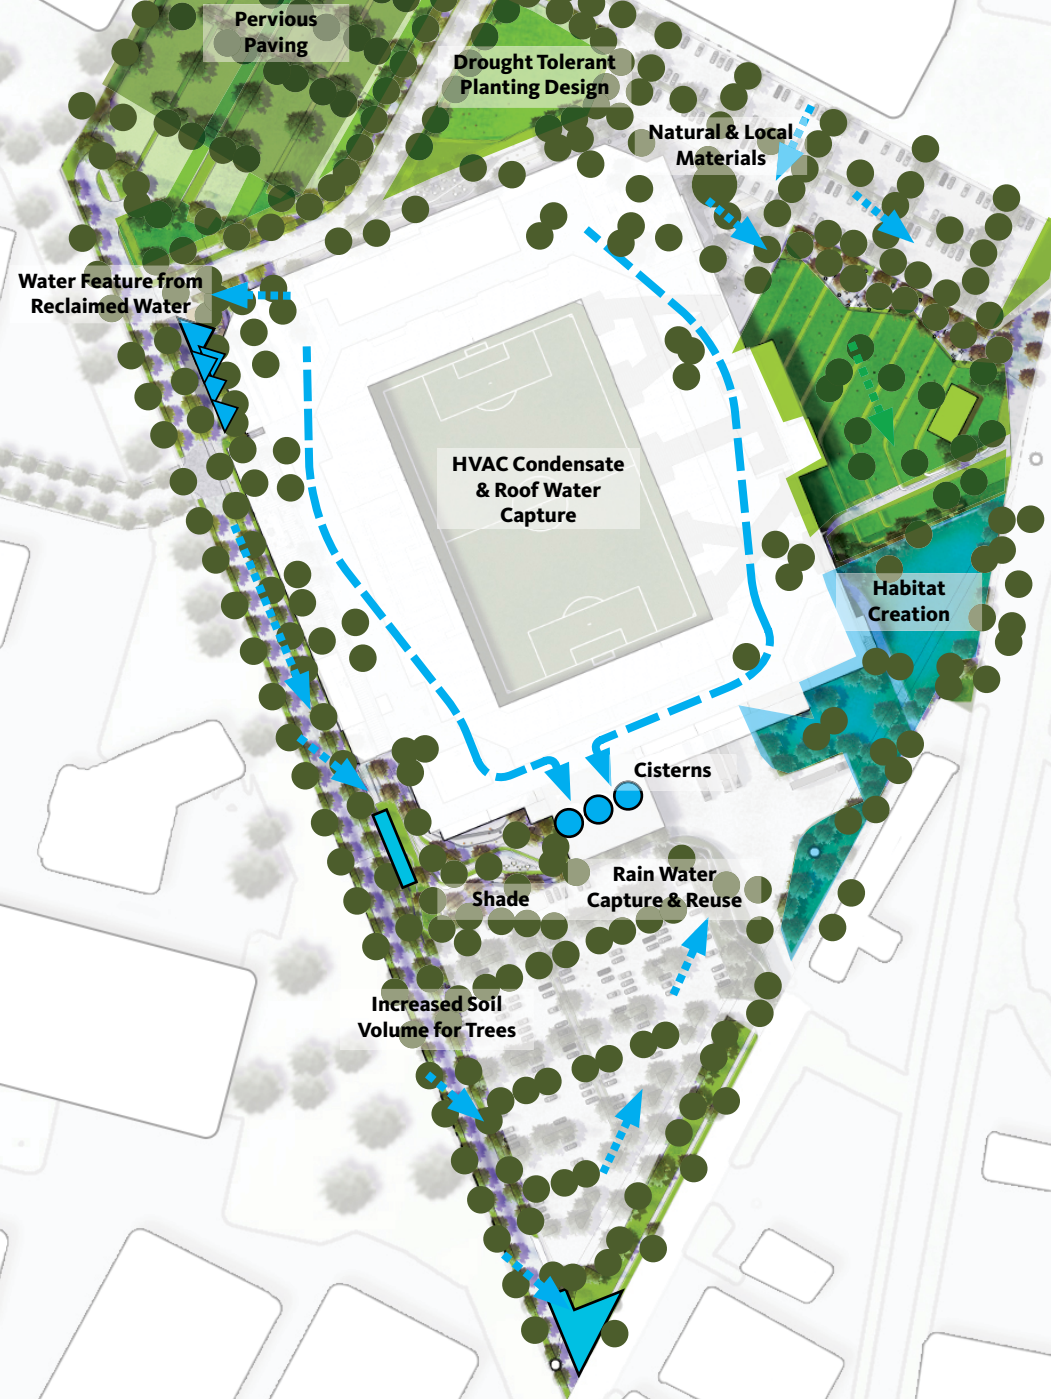 Pervious
Paving
Drought Tolerant
Planting Design
Natural & Local
Materials
Water Feature from
Reclaimed Water
HVAC Condensate
& Roof Water
Capture
Habitat
Creation
Cisterns
Rain Water
Capture & Reuse
Shade
Increased Soil
Volume for Trees